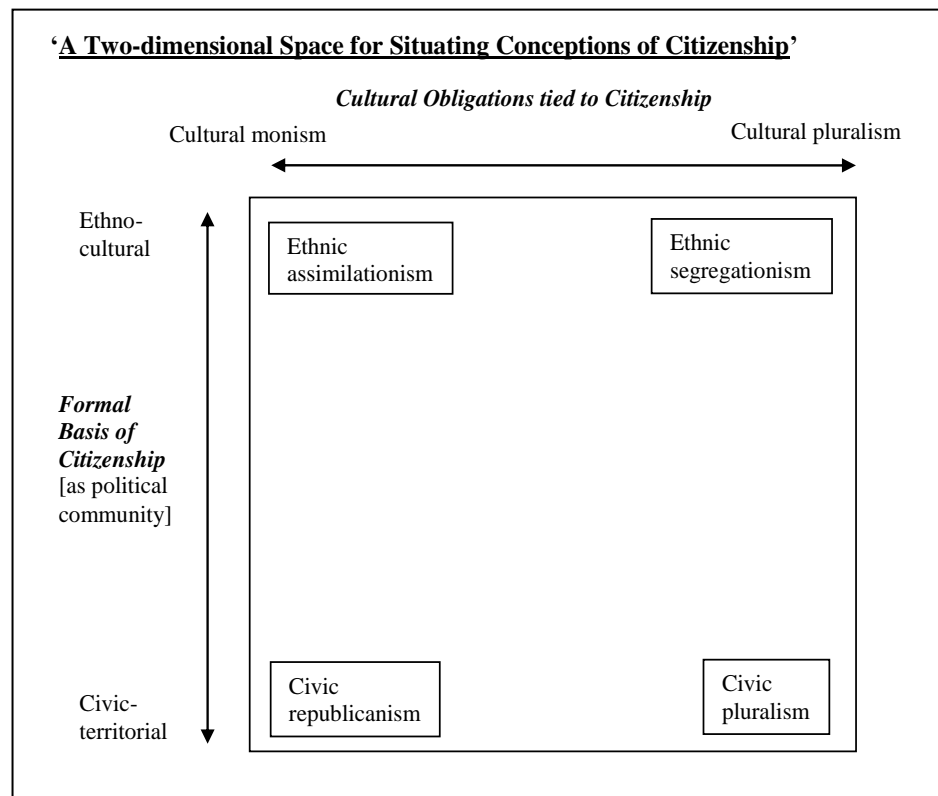 ‘A Two-dimensional Space for Situating Conceptions of Citizenship’
Cultural Obligations tied to Citizenship
Cultural monism
Cultural pluralism
Ethno-
cultural
Ethnic
assimilationism
Ethnic
segregationism
Formal
Basis of
Citizenship
[as political
community]
Civic-
territorial
Civic
republicanism
Civic
pluralism